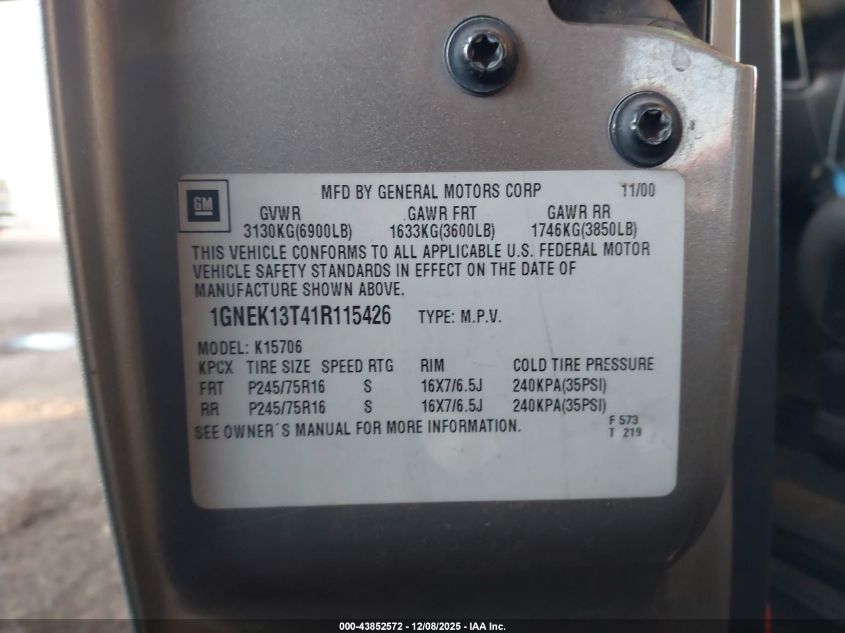 GM
MFD BY GENERAL MOTORS CORP 11/00
GVWR GAWR FRT GAWR RR
3130KG(6900LB) 1633KG(3600LB) 1746KG(3850LB)
THIS VEHICLE CONFORMS TO ALL APPLICABLE U.S. FEDERAL MOTOR
VEHICLE SAFETY STANDARDS IN EFFECT ON THE DATE OF
MANUFACTURE SHOWN ABOVE.
1GNEK13T41R115426 TYPE: M.P.V.
MODEL: K15706
KPCX TIRE SIZE SPEED RTG RIM COLD TIRE PRESSURE
FRT P245/75R16 S 16X7/6.5J 240KPA(35PSI)
RR P245/75R16 S 16X7/6.5J 240KPA(35PSI)
SEE OWNER´S MANUAL FOR MORE INFORMATION. F 573
T 219
000-43852572 - 12/08/2025 - IAA Inc.